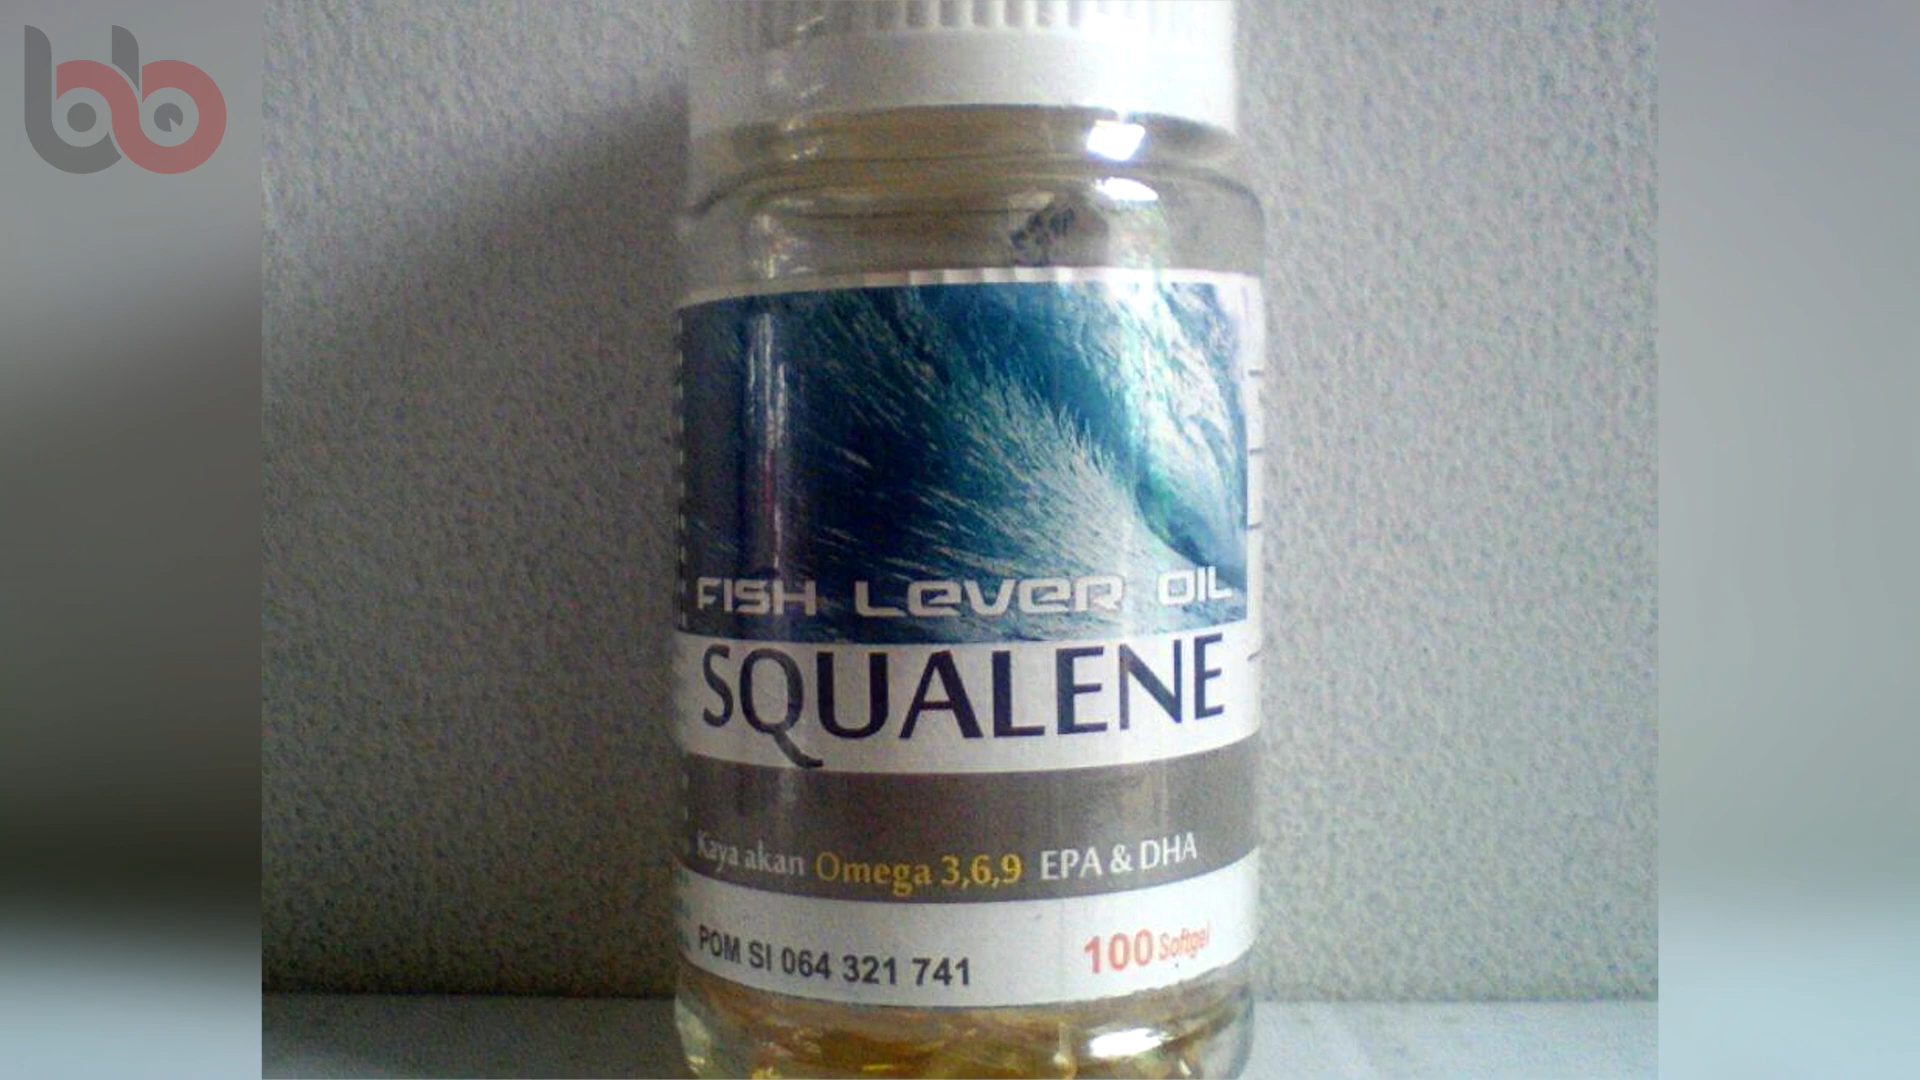 FISH LEVER OIL
SQUALENE
Kaya akan Omega 3,6,9 EPA & DHA
POM SI 064 321 741
100 Softgel